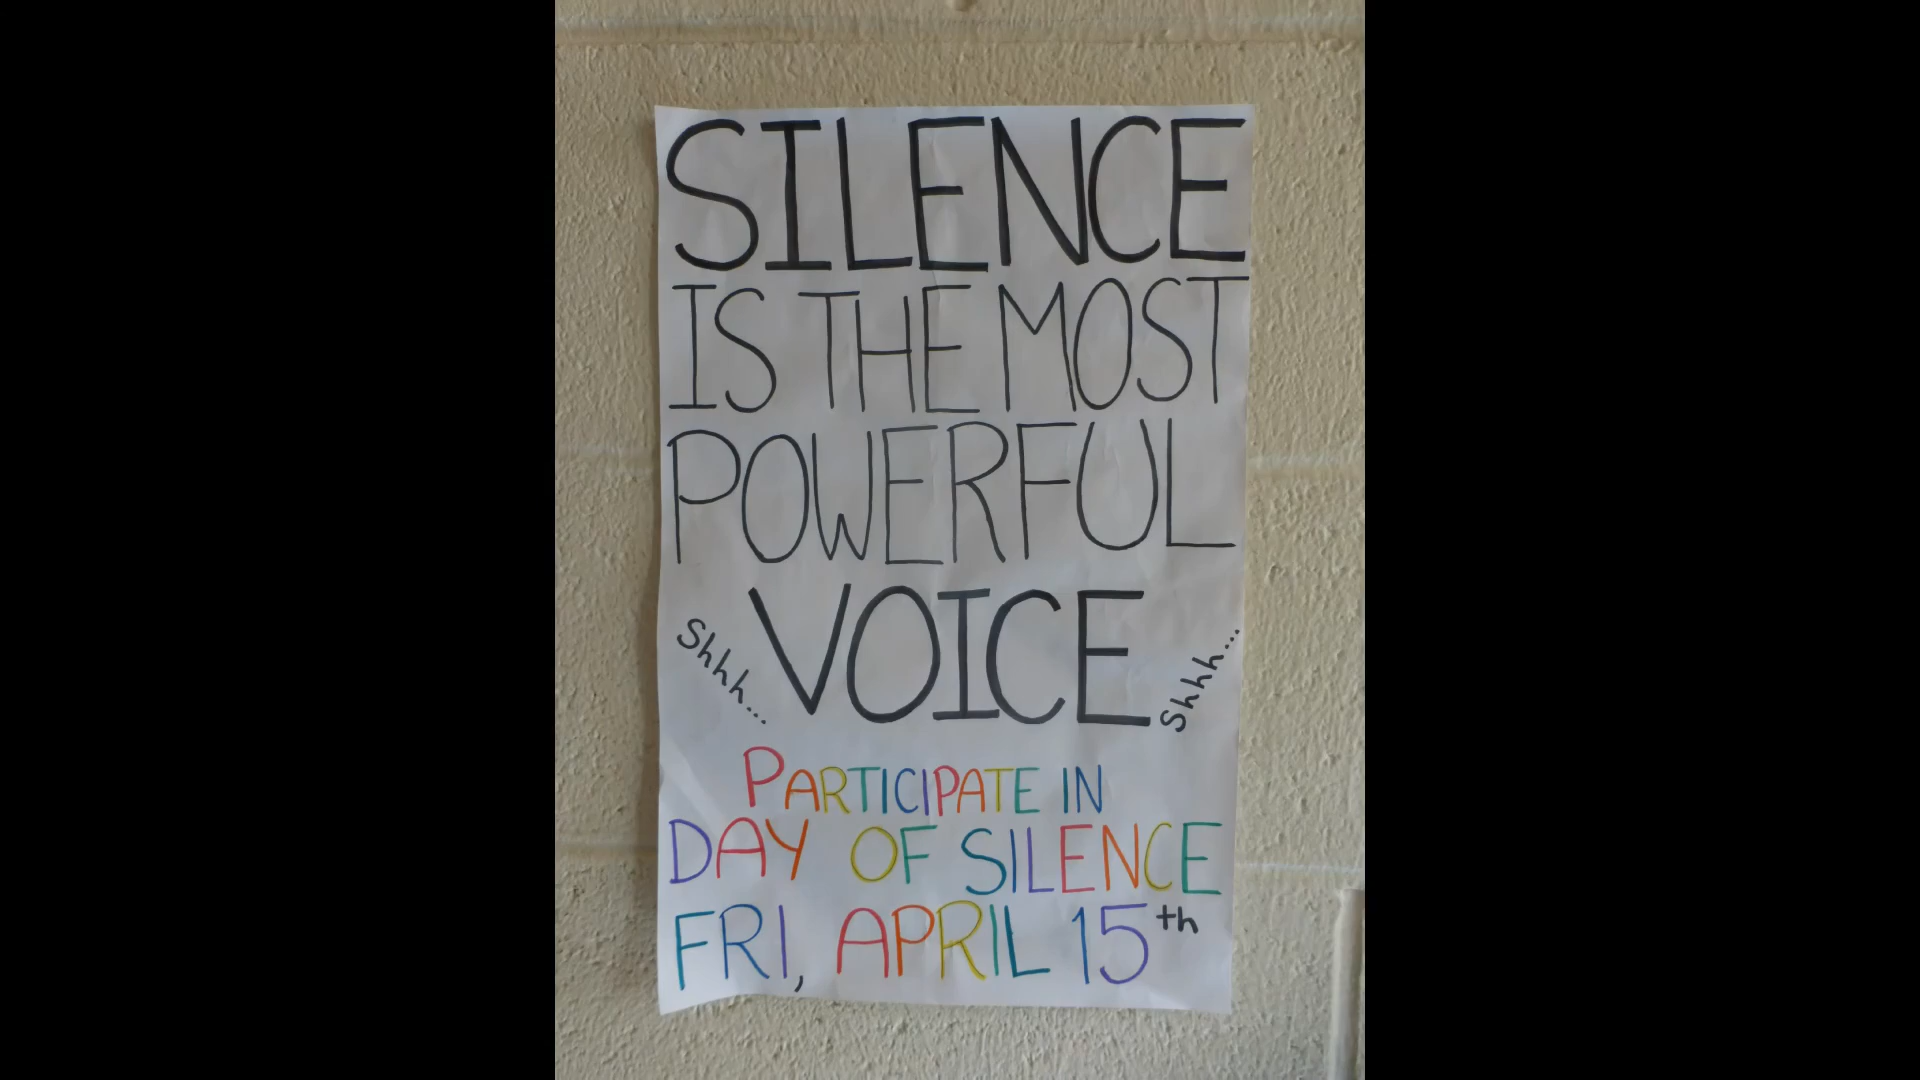 SILENCE
IS THE MOST
POWERFUL
VOICE
Shhh...
Shhh...
PARTICIPATE IN
DAY OF SILENCE
FRI, APRIL 15th